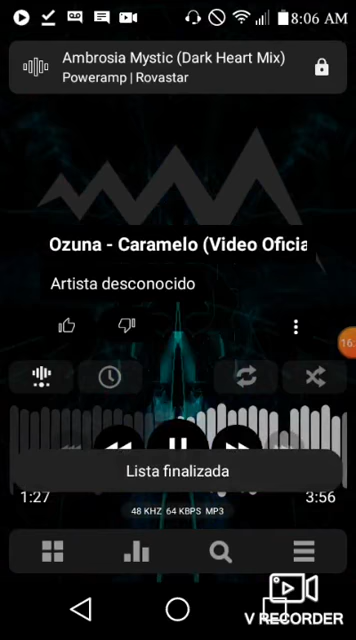 8:06 AM
Ambrosia Mystic (Dark Heart Mix)
Poweramp | Rovastar
Ozuna - Caramelo (Video Oficia
Artista desconocido
16:
Lista finalizada
1:27
3:56
48 KHZ 64 KBPS MP3
V RECORDER